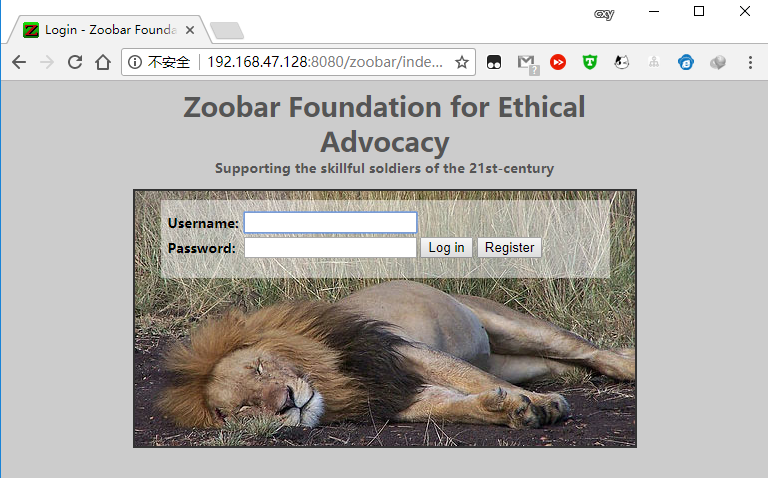 cxy
Login - Zoobar Founda
不安全 192.168.47.128:8080/zoobar/inde...
Zoobar Foundation for Ethical
Advocacy
Supporting the skillful soldiers of the 21st-century
Username:
Password: Log in Register